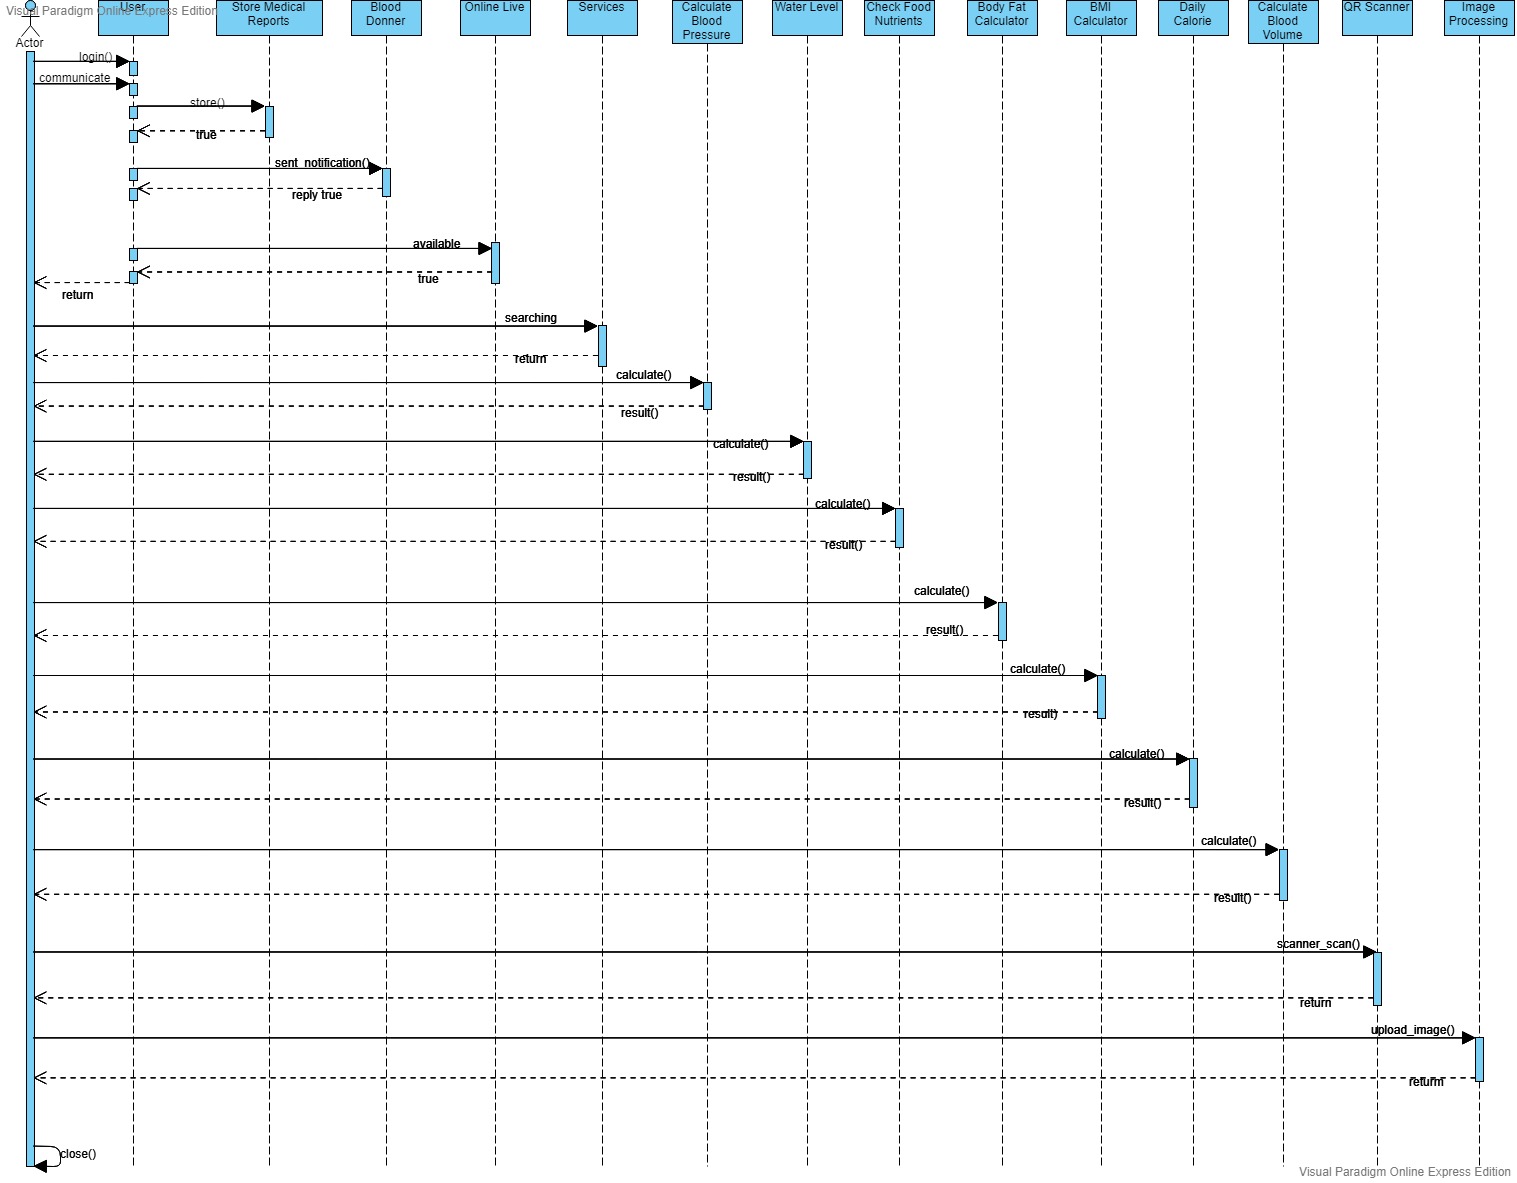 Visual Paradigm Online Express Edition
User
Store Medical
Reports
Blood
Donner
Online Live
Services
Calculate
Blood
Pressure
Water Level
Check Food
Nutrients
Body Fat
Calculator
BMI
Calculator
Daily
Calorie
Calculate
Blood
Volume
QR Scanner
Image
Processing
Actor
login()
communicate
store()
true
sent_notification()
reply true
available
true
return
searching
return
calculate()
result()
calculate()
result()
calculate()
result()
calculate()
result()
calculate()
result)
calculate()
result()
calculate()
result()
scanner_scan()
return
upload_image()
returm
close()
Visual Paradigm Online Express Edition